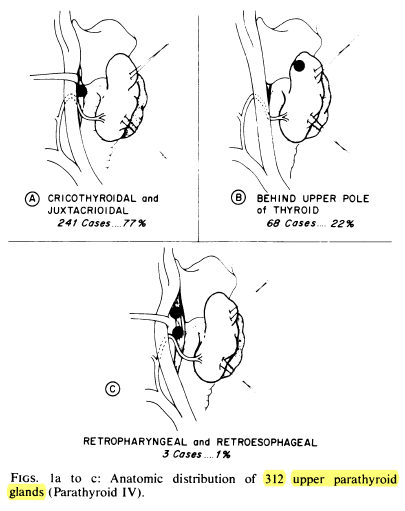 A CRICOTHYROIDAL and
JUXTACRIOIDAL
241 Cases....77%
B BEHIND UPPER POLE
of THYROID
68 Cases.... 22%
C
RETROPHARYNGEAL and RETROESOPHAGEAL
3 Cases....1%
FIGS. 1a to c: Anatomic distribution of 312 upper parathyroid
glands (Parathyroid IV).